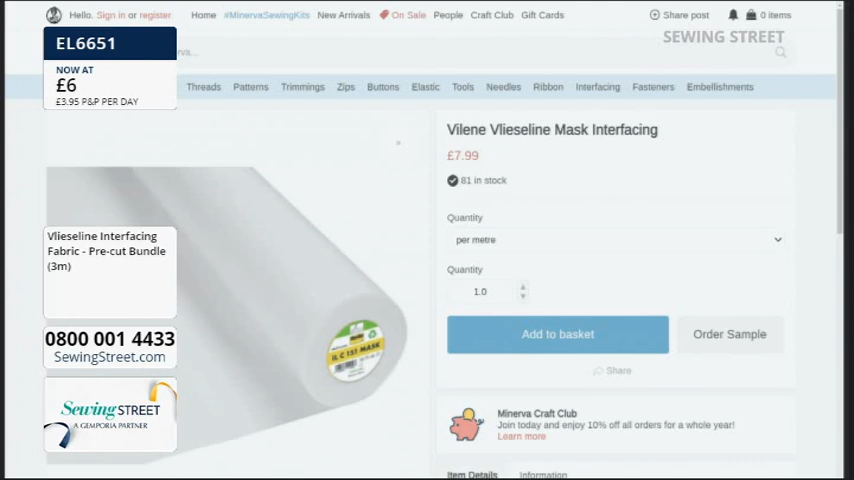 Hello. Sign in or register
Home #MinervaSewingKits New Arrivals On Sale People Craft Club Gift Cards
Share post 0 items
SEWING STREET
EL6651
NOW AT
£6
£3.95 P&P PER DAY
Threads Patterns Trimmings Zips Buttons Elastic Tools Needles Ribbon Interfacing Fasteners Embellishments
Vilene Vlieseline Mask Interfacing
£7.99
81 in stock
Quantity
per metre
Quantity
1.0
Add to basket Order Sample
Share
Vlieseline Interfacing
Fabric - Pre-cut Bundle
(3m)
0800 001 4433
SewingStreet.com
Sewing STREET
A GEMPORIA PARTNER
IL C 151 MASK
Minerva Craft Club
Join today and enjoy 10% off all orders for a whole year!
Learn more
Item Details Information